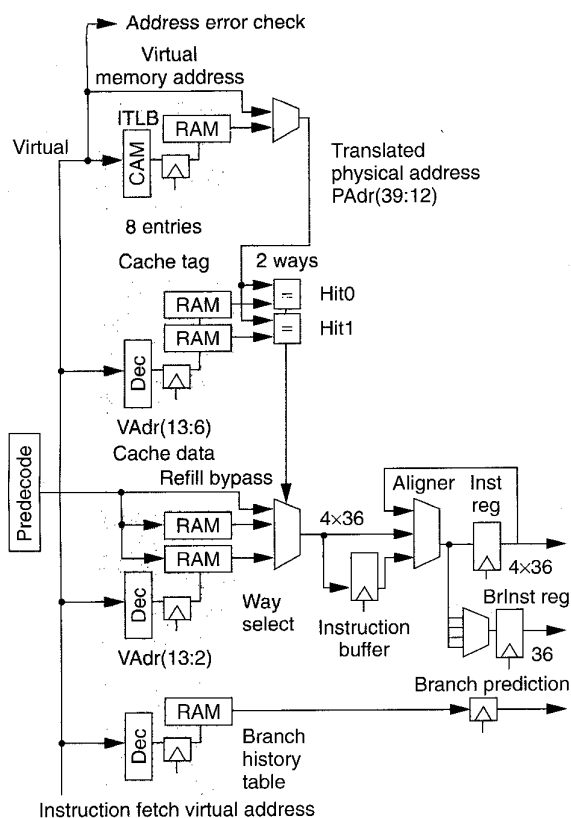 Address error check
Virtual
memory address
ITLB
RAM
Virtual
CAM
Translated
physical address
PAdr(39:12)
8 entries
Cache tag
2 ways
RAM
=
Hit0
RAM
=
Hit1
Dec
VAdr(13:6)
Cache data
Refill bypass
Predecode
Aligner
Inst
reg
RAM
4×36
RAM
4×36
Dec
Way
select
Instruction
buffer
BrInst reg
36
VAdr(13:2)
Branch prediction
RAM
Dec
Branch
history
table
Instruction fetch virtual address